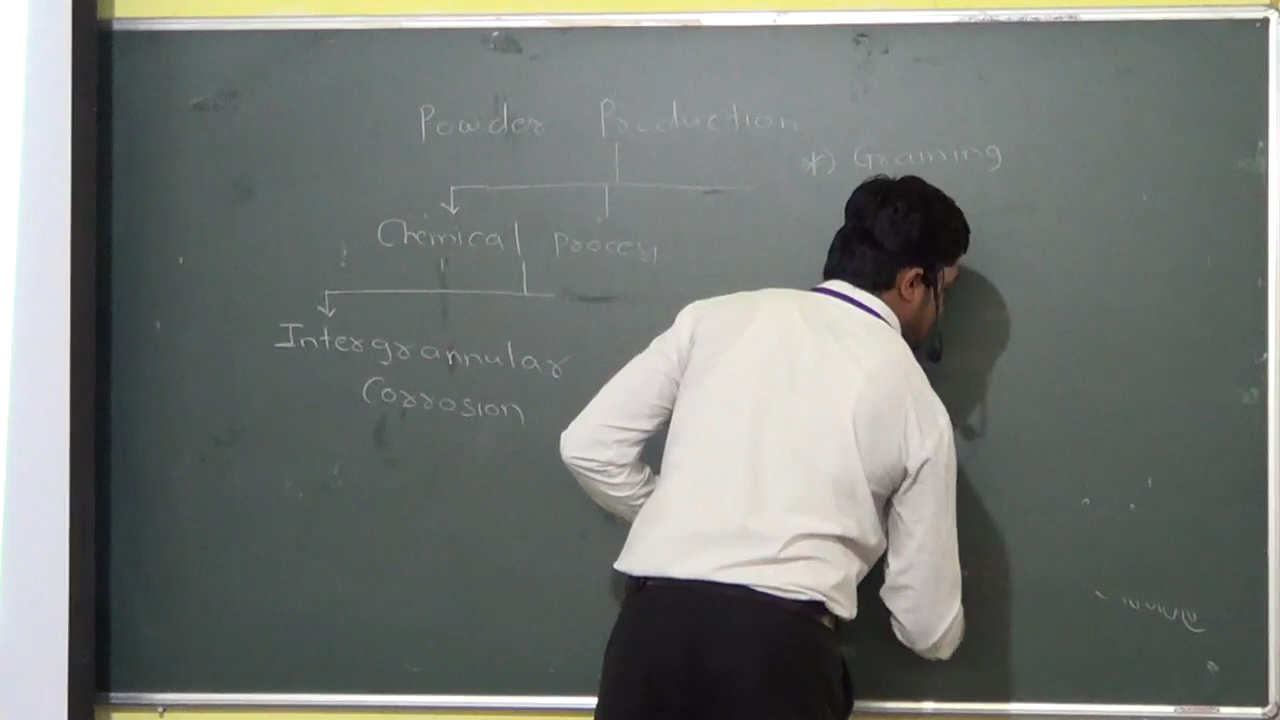 Powder Production
*) Graining
Chemical process
Intergrannular
Corrosion